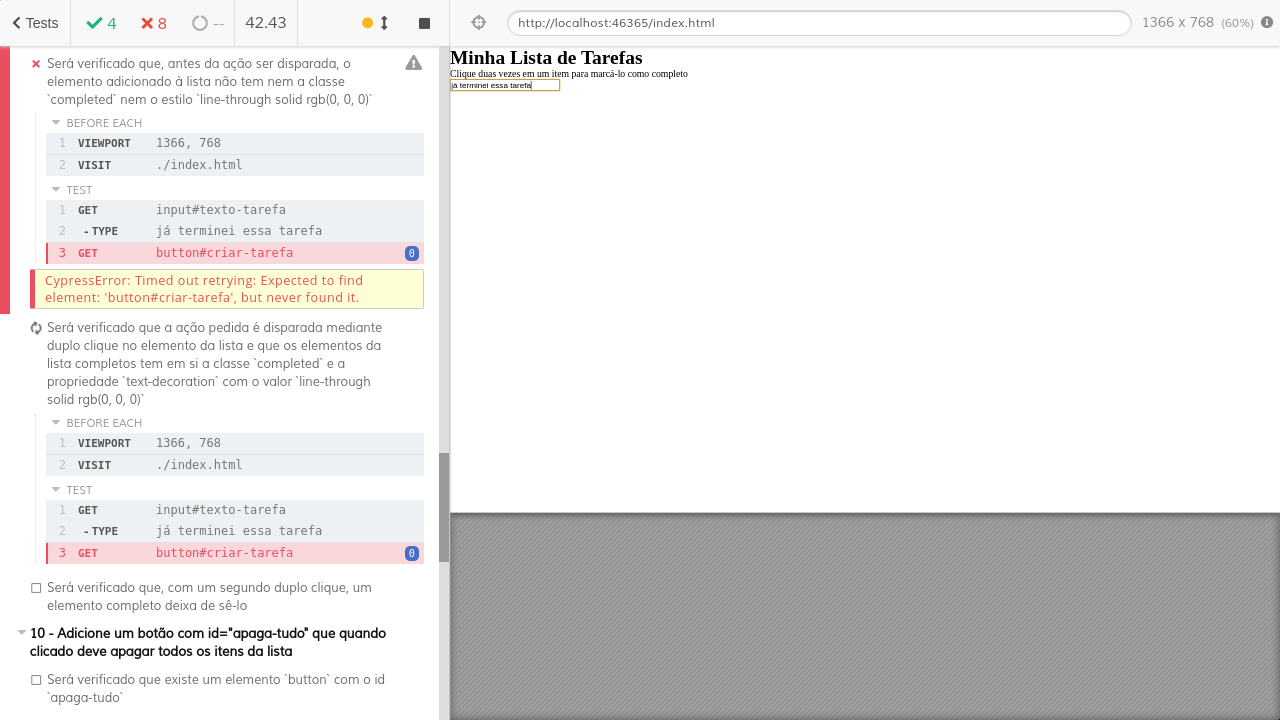 Tests 4 8 -- 42.43
http://localhost:46365/index.html 1366 x 768 (60%)
Será verificado que, antes da ação ser disparada, o
elemento adicionado à lista não tem nem a classe
`completed` nem o estilo `line-through solid rgb(0, 0, 0)`
BEFORE EACH
1 VIEWPORT 1366, 768
2 VISIT ./index.html
TEST
1 GET input#texto-tarefa
2 -TYPE já terminei essa tarefa
3 GET button#criar-tarefa 0
CypressError: Timed out retrying: Expected to find
element: 'button#criar-tarefa', but never found it.
Será verificado que a ação pedida é disparada mediante
duplo clique no elemento da lista e que os elementos da
lista completos tem em si a classe `completed` e a
propriedade `text-decoration` com o valor `line-through
solid rgb(0, 0, 0)`
BEFORE EACH
1 VIEWPORT 1366, 768
2 VISIT ./index.html
TEST
1 GET input#texto-tarefa
2 -TYPE já terminei essa tarefa
3 GET button#criar-tarefa 0
Será verificado que, com um segundo duplo clique, um
elemento completo deixa de sê-lo
10 - Adicione um botão com id="apaga-tudo" que quando
clicado deve apagar todos os itens da lista
Será verificado que existe um elemento `button` com o id
`apaga-tudo`
Minha Lista de Tarefas
Clique duas vezes em um item para marcá-lo como completo
já terminei essa tarefa